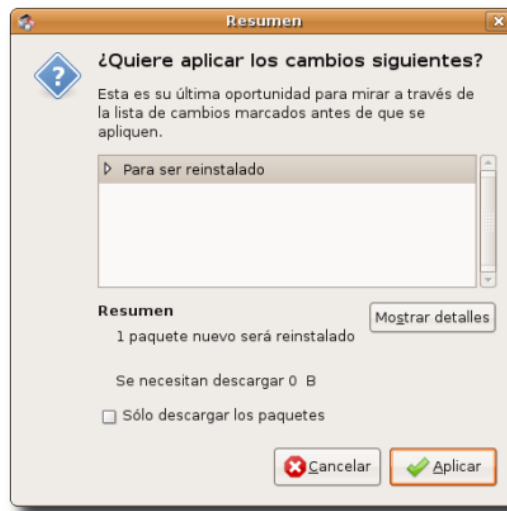 Resumen
¿Quiere aplicar los cambios siguientes?
Esta es su última oportunidad para mirar a través de
la lista de cambios marcados antes de que se
apliquen.
Para ser reinstalado
Resumen
Mostrar detalles
1 paquete nuevo será reinstalado
Se necesitan descargar 0 B
Sólo descargar los paquetes
Cancelar
Aplicar